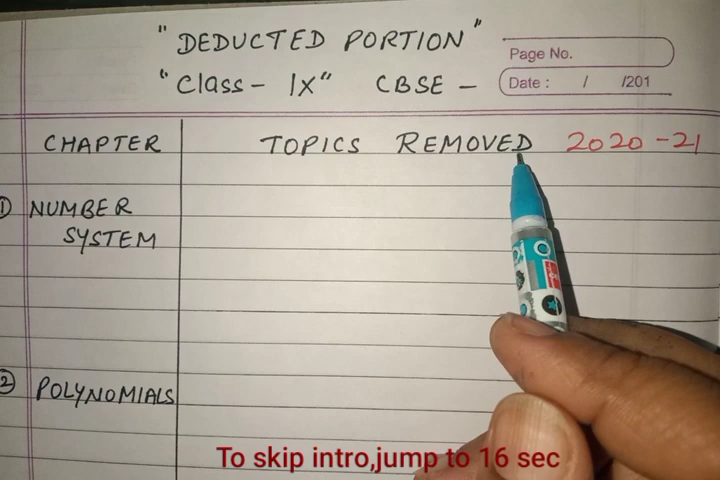 "DEDUCTED PORTION"
"Class - IX" CBSE -
Page No.
Date : / /201
CHAPTER TOPICS REMOVED 2020-21
① NUMBER
SYSTEM
② POLYNOMIALS
To skip intro,jump to 16 sec